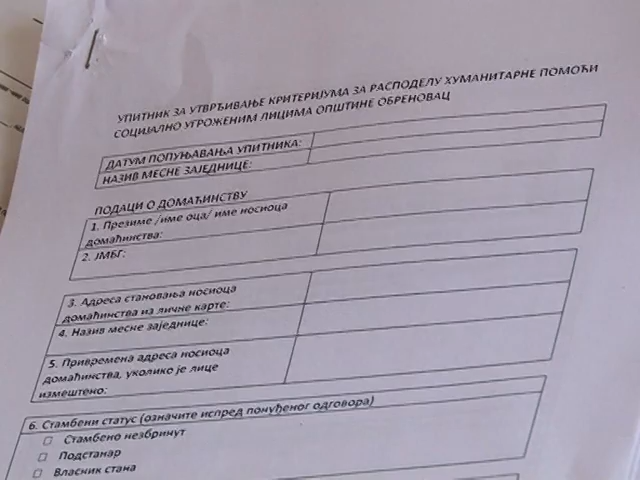 УПИТНИК ЗА УТВРЂИВАЊЕ КРИТЕРИЈУМА ЗА РАСПОДЕЛУ ХУМАНИТАРНЕ ПОМОЋИ
СОЦИЈАЛНО УГРОЖЕНИМ ЛИЦИМА ОПШТИНЕ ОБРЕНОВАЦ
ДАТУМ ПОПУЊАВАЊА УПИТНИКА:
НАЗИВ МЕСНЕ ЗАЈЕДНИЦЕ:
ПОДАЦИ О ДОМАЋИНСТВУ
1. Презиме /име оца/ име носиоца
домаћинства:
2. ЈМБГ:
3. Адреса становања носиоца
домаћинства из личне карте:
4. Назив месне заједнице:
5. Привремена адреса носиоца
домаћинства, уколико је лице
измештено:
6. Стамбени статус (означите испред понуђеног одговора)
Стамбено незбринут
Подстанар
Власник стана